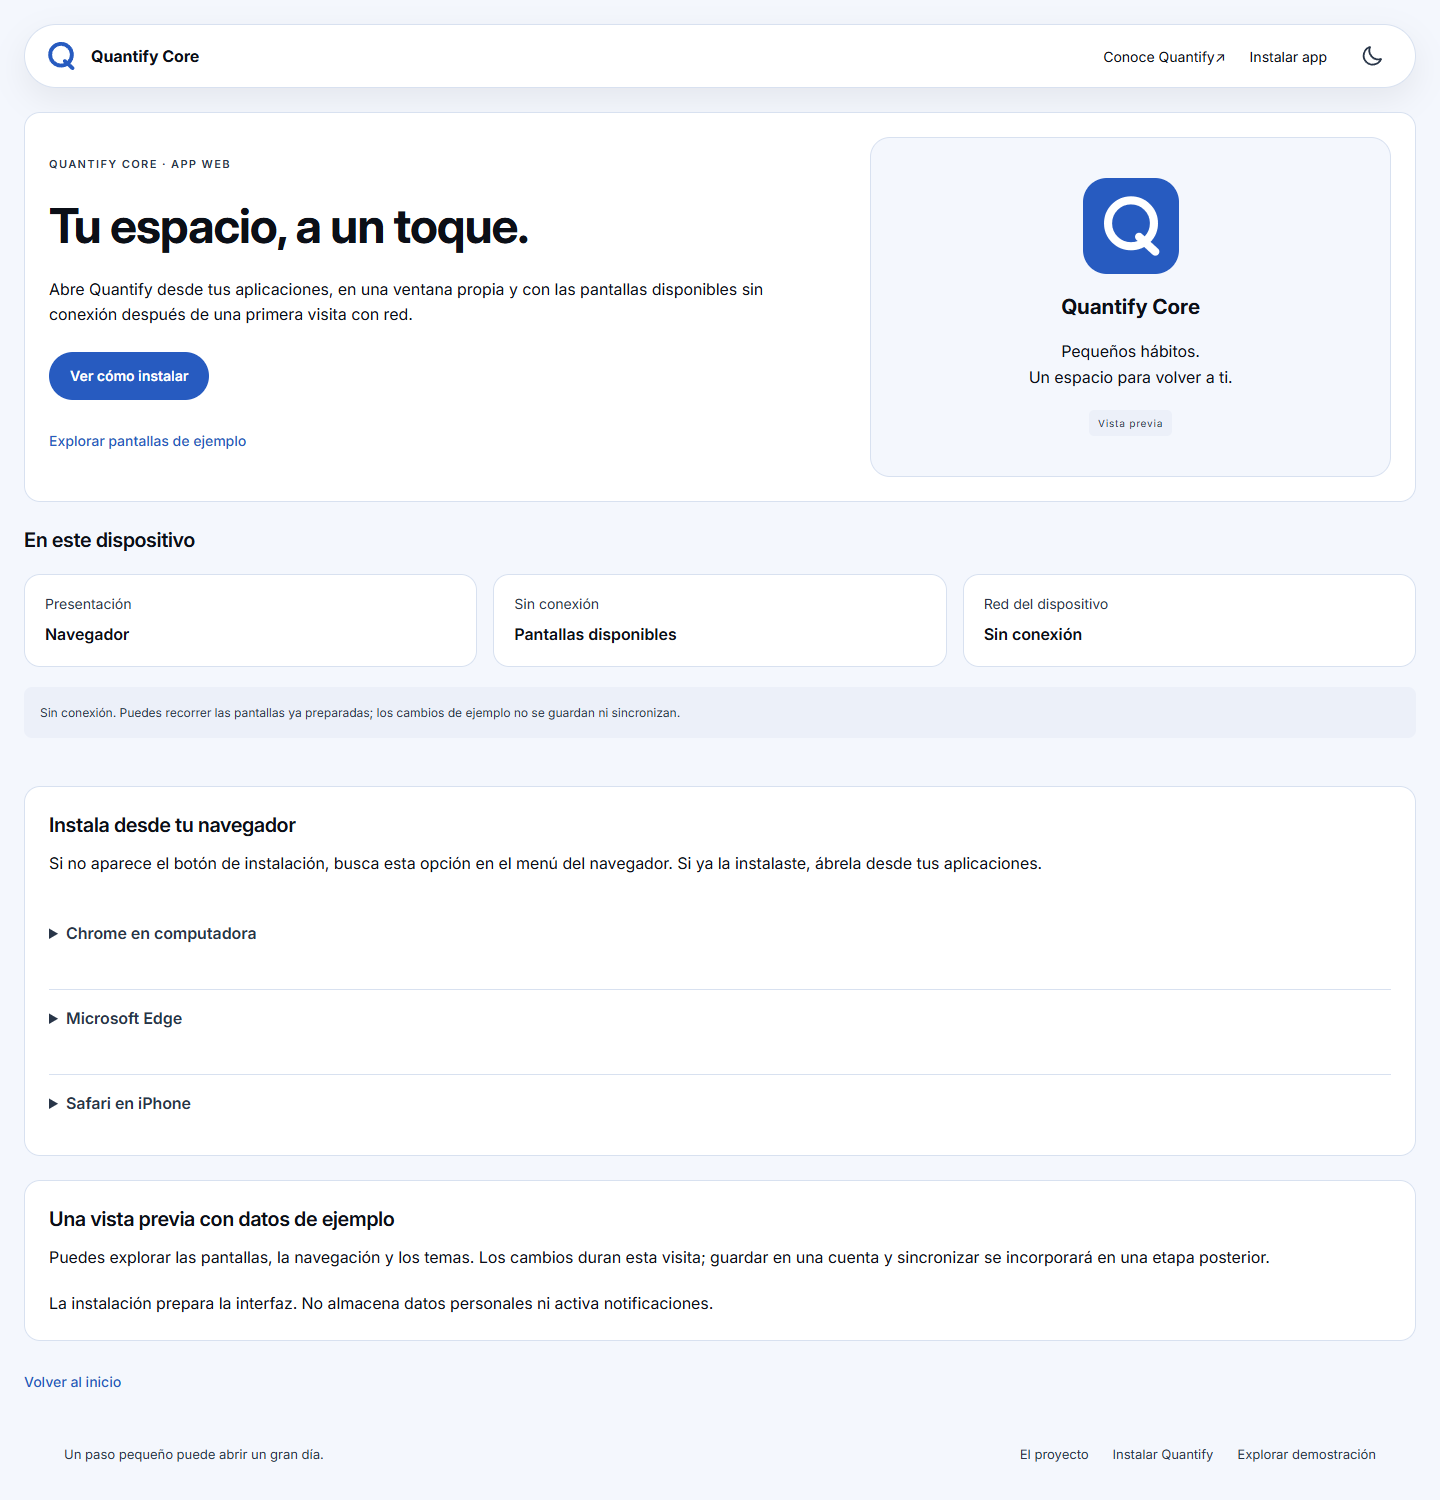 Quantify Core
Conoce Quantify↗
Instalar app
QUANTIFY CORE · APP WEB
Tu espacio, a un toque.
Abre Quantify desde tus aplicaciones, en una ventana propia y con las pantallas disponibles sin
conexión después de una primera visita con red.
Ver cómo instalar
Explorar pantallas de ejemplo
Quantify Core
Pequeños hábitos.
Un espacio para volver a ti.
Vista previa
En este dispositivo
Presentación
Navegador
Sin conexión
Pantallas disponibles
Red del dispositivo
Sin conexión
Sin conexión. Puedes recorrer las pantallas ya preparadas; los cambios de ejemplo no se guardan ni sincronizan.
Instala desde tu navegador
Si no aparece el botón de instalación, busca esta opción en el menú del navegador. Si ya la instalaste, ábrela desde tus aplicaciones.
Chrome en computadora
Microsoft Edge
Safari en iPhone
Una vista previa con datos de ejemplo
Puedes explorar las pantallas, la navegación y los temas. Los cambios duran esta visita; guardar en una cuenta y sincronizar se incorporará en una etapa posterior.
La instalación prepara la interfaz. No almacena datos personales ni activa notificaciones.
Volver al inicio
Un paso pequeño puede abrir un gran día.
El proyecto
Instalar Quantify
Explorar demostración